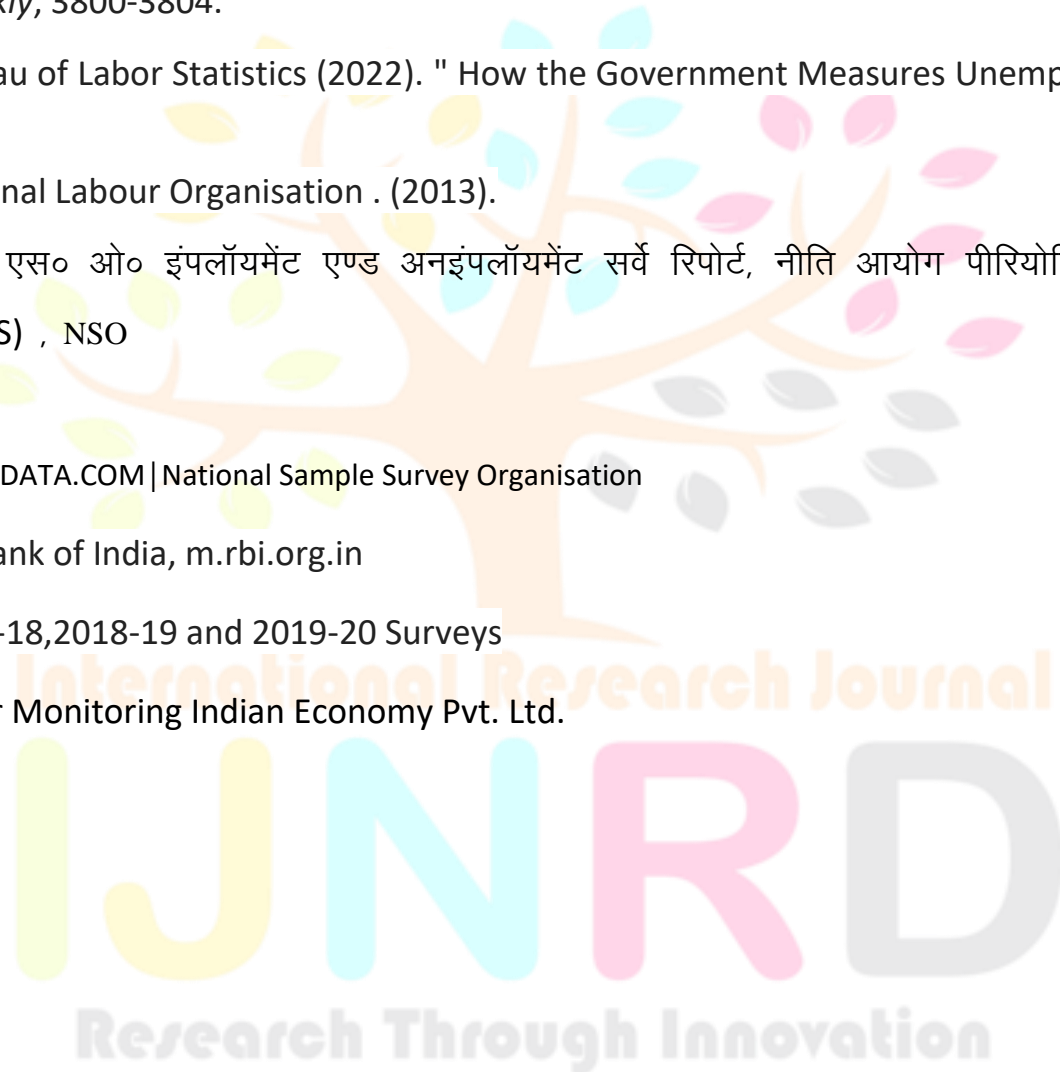 kly, 3800-3804.
au of Labor Statistics (2022). " How the Government Measures Unemp
nal Labour Organisation . (2013).
एस० ओ० इंपलॉयमेंट एण्ड अनइंपलॉयमेंट सर्वे रिपोर्ट, नीति आयोग पीरियोि
S) , NSO
DATA.COM|National Sample Survey Organisation
ank of India, m.rbi.org.in
-18,2018-19 and 2019-20 Surveys
r Monitoring Indian Economy Pvt. Ltd.
International Research Journal
IJNRD
Research Through Innovation